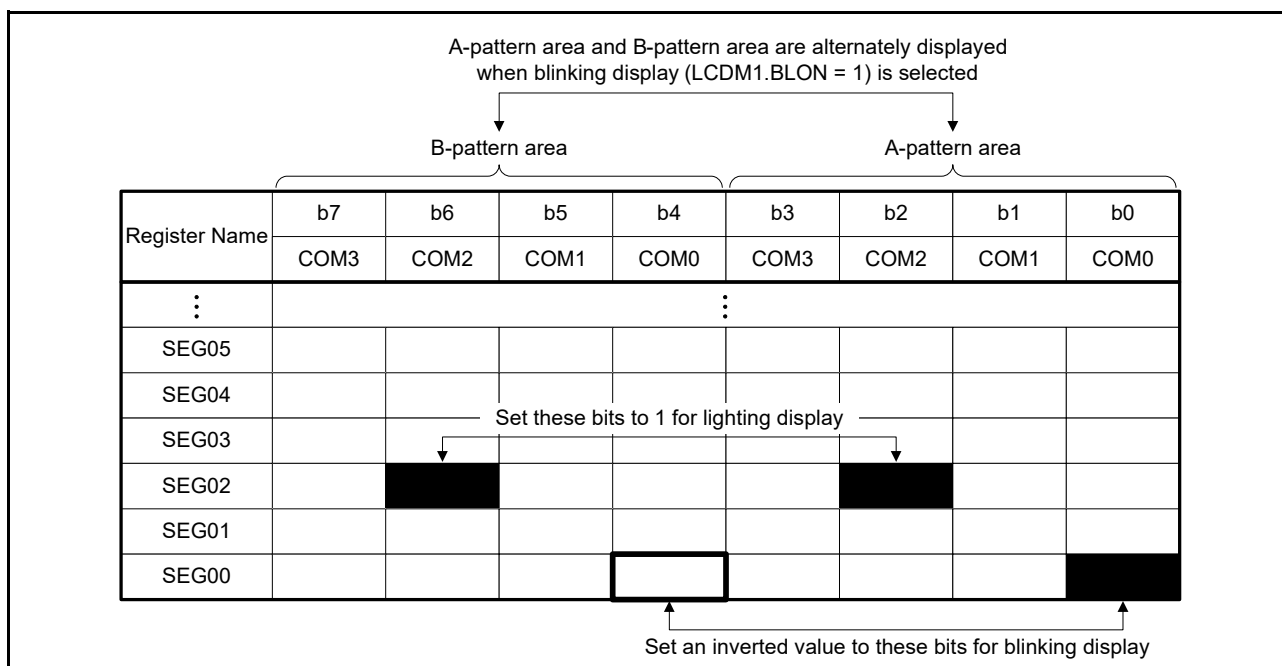 A-pattern area and B-pattern area are alternately displayed
when blinking display (LCDM1.BLON = 1) is selected
B-pattern area A-pattern area
Register Name b7 b6 b5 b4 b3 b2 b1 b0
COM3 COM2 COM1 COM0 COM3 COM2 COM1 COM0
SEG05
SEG04
Set these bits to 1 for lighting display
SEG03
SEG02
SEG01
SEG00
Set an inverted value to these bits for blinking display